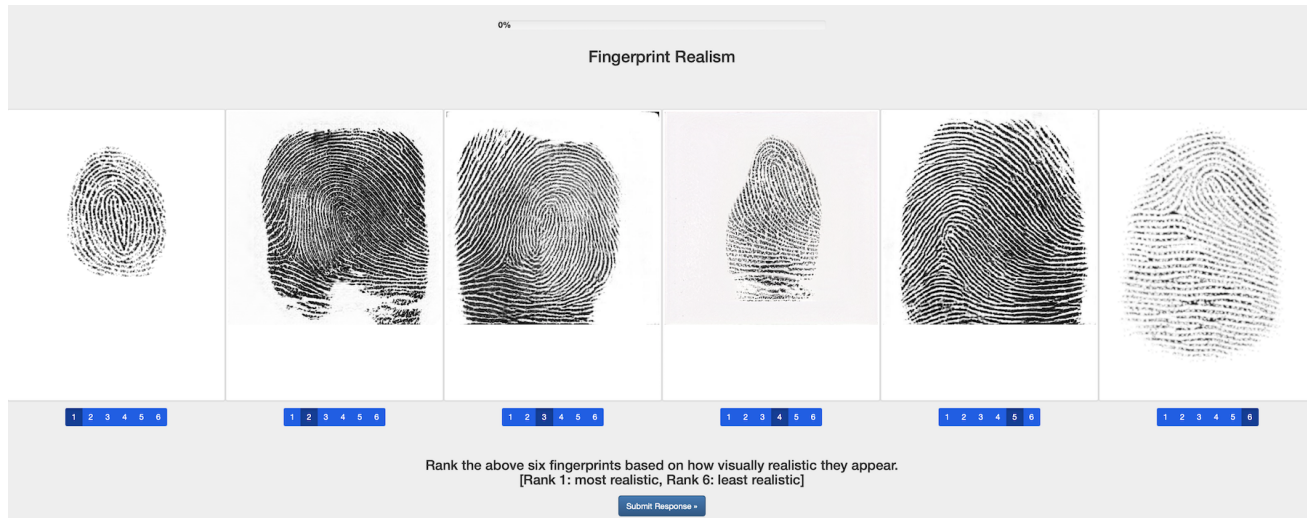 0%
Fingerprint Realism
1 2 3 4 5 6 1 2 3 4 5 6 1 2 3 4 5 6 1 2 3 4 5 6 1 2 3 4 5 6 1 2 3 4 5 6
Rank the above six fingerprints based on how visually realistic they appear.
[Rank 1: most realistic, Rank 6: least realistic]
Submit Response »